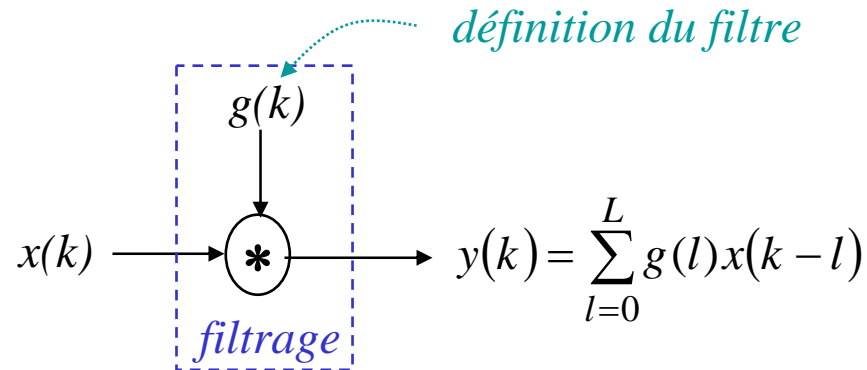 définition du filtre
g(k)
x(k) * y(k) = ∑_{l=0}^{L} g(l)x(k − l)
filtrage